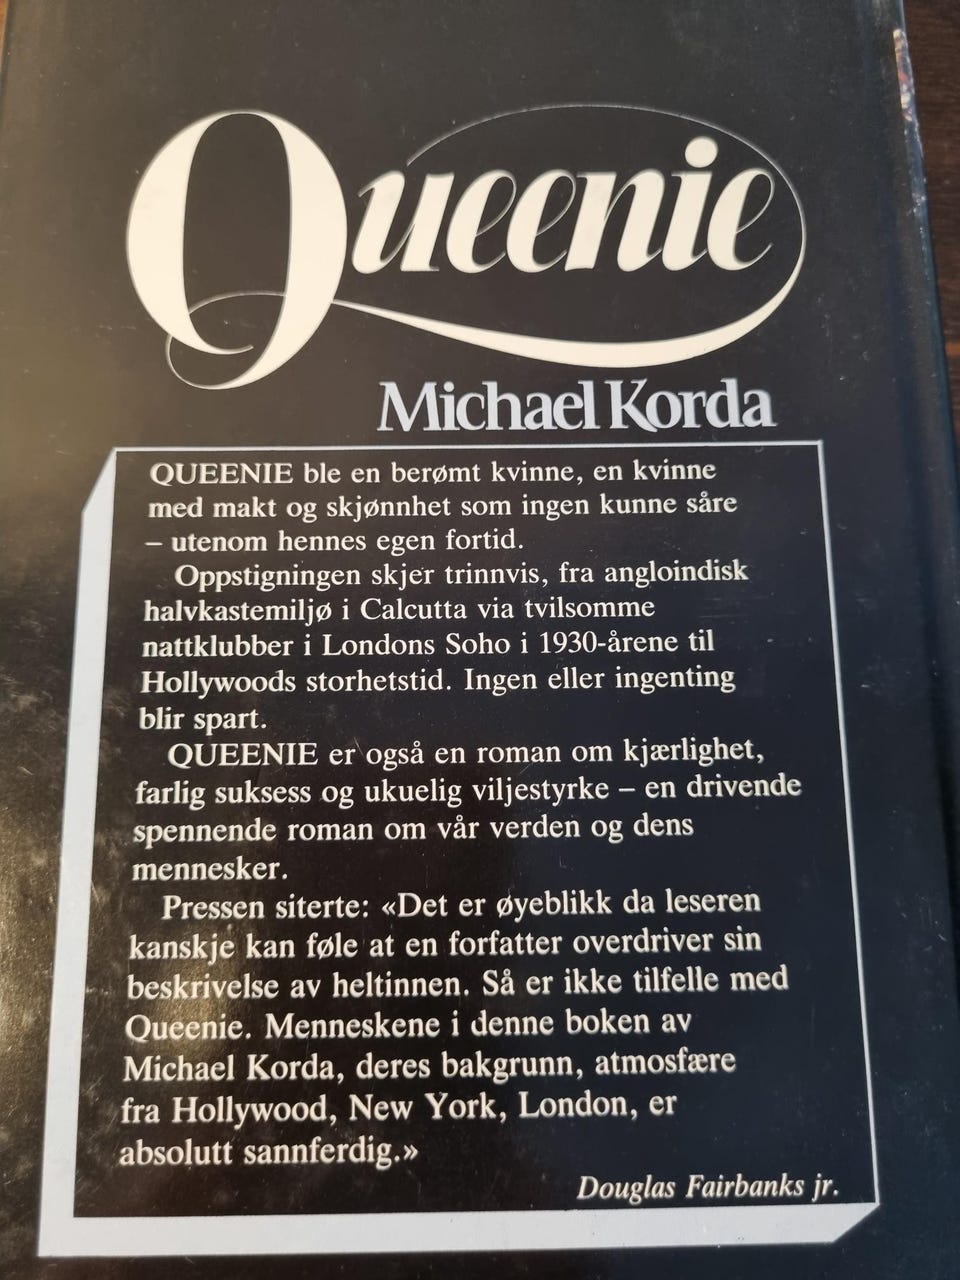 Queenie
Michael Korda
QUEENIE ble en berømt kvinne, en kvinne
med makt og skjønnhet som ingen kunne såre
– utenom hennes egen fortid.
Oppstigningen skjer trinnvis, fra angloindisk
halvkastemiljø i Calcutta via tvilsomme
nattklubber i Londons Soho i 1930-årene til
Hollywoods storhetstid. Ingen eller ingenting
blir spart.
QUEENIE er også en roman om kjærlighet,
farlig suksess og ukuelig viljestyrke – en drivende
spennende roman om vår verden og dens
mennesker.
Pressen siterte: «Det er øyeblikk da leseren
kanskje kan føle at en forfatter overdriver sin
beskrivelse av heltinnen. Så er ikke tilfelle med
Queenie. Menneskene i denne boken av
Michael Korda, deres bakgrunn, atmosfære
fra Hollywood, New York, London, er
absolutt sannferdig.»
Douglas Fairbanks jr.